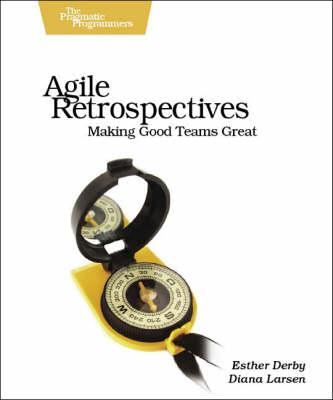 The
Pragmatic
Programmers
Agile
Retrospectives
Making Good Teams Great
Esther Derby
Diana Larsen